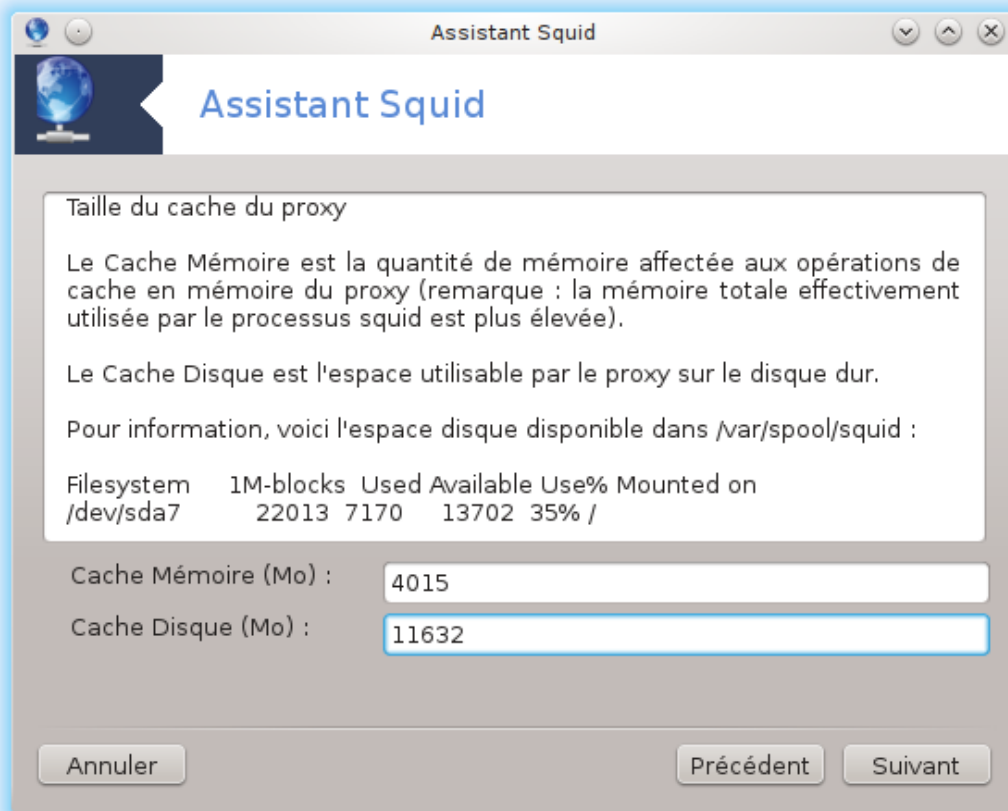 Assistant Squid
Assistant Squid
Taille du cache du proxy
Le Cache Mémoire est la quantité de mémoire affectée aux opérations de
cache en mémoire du proxy (remarque : la mémoire totale effectivement
utilisée par le processus squid est plus élevée).
Le Cache Disque est l'espace utilisable par le proxy sur le disque dur.
Pour information, voici l'espace disque disponible dans /var/spool/squid :
Filesystem 1M-blocks Used Available Use% Mounted on
/dev/sda7 22013 7170 13702 35% /
Cache Mémoire (Mo) : 4015
Cache Disque (Mo) : 11632
Annuler Précédent Suivant